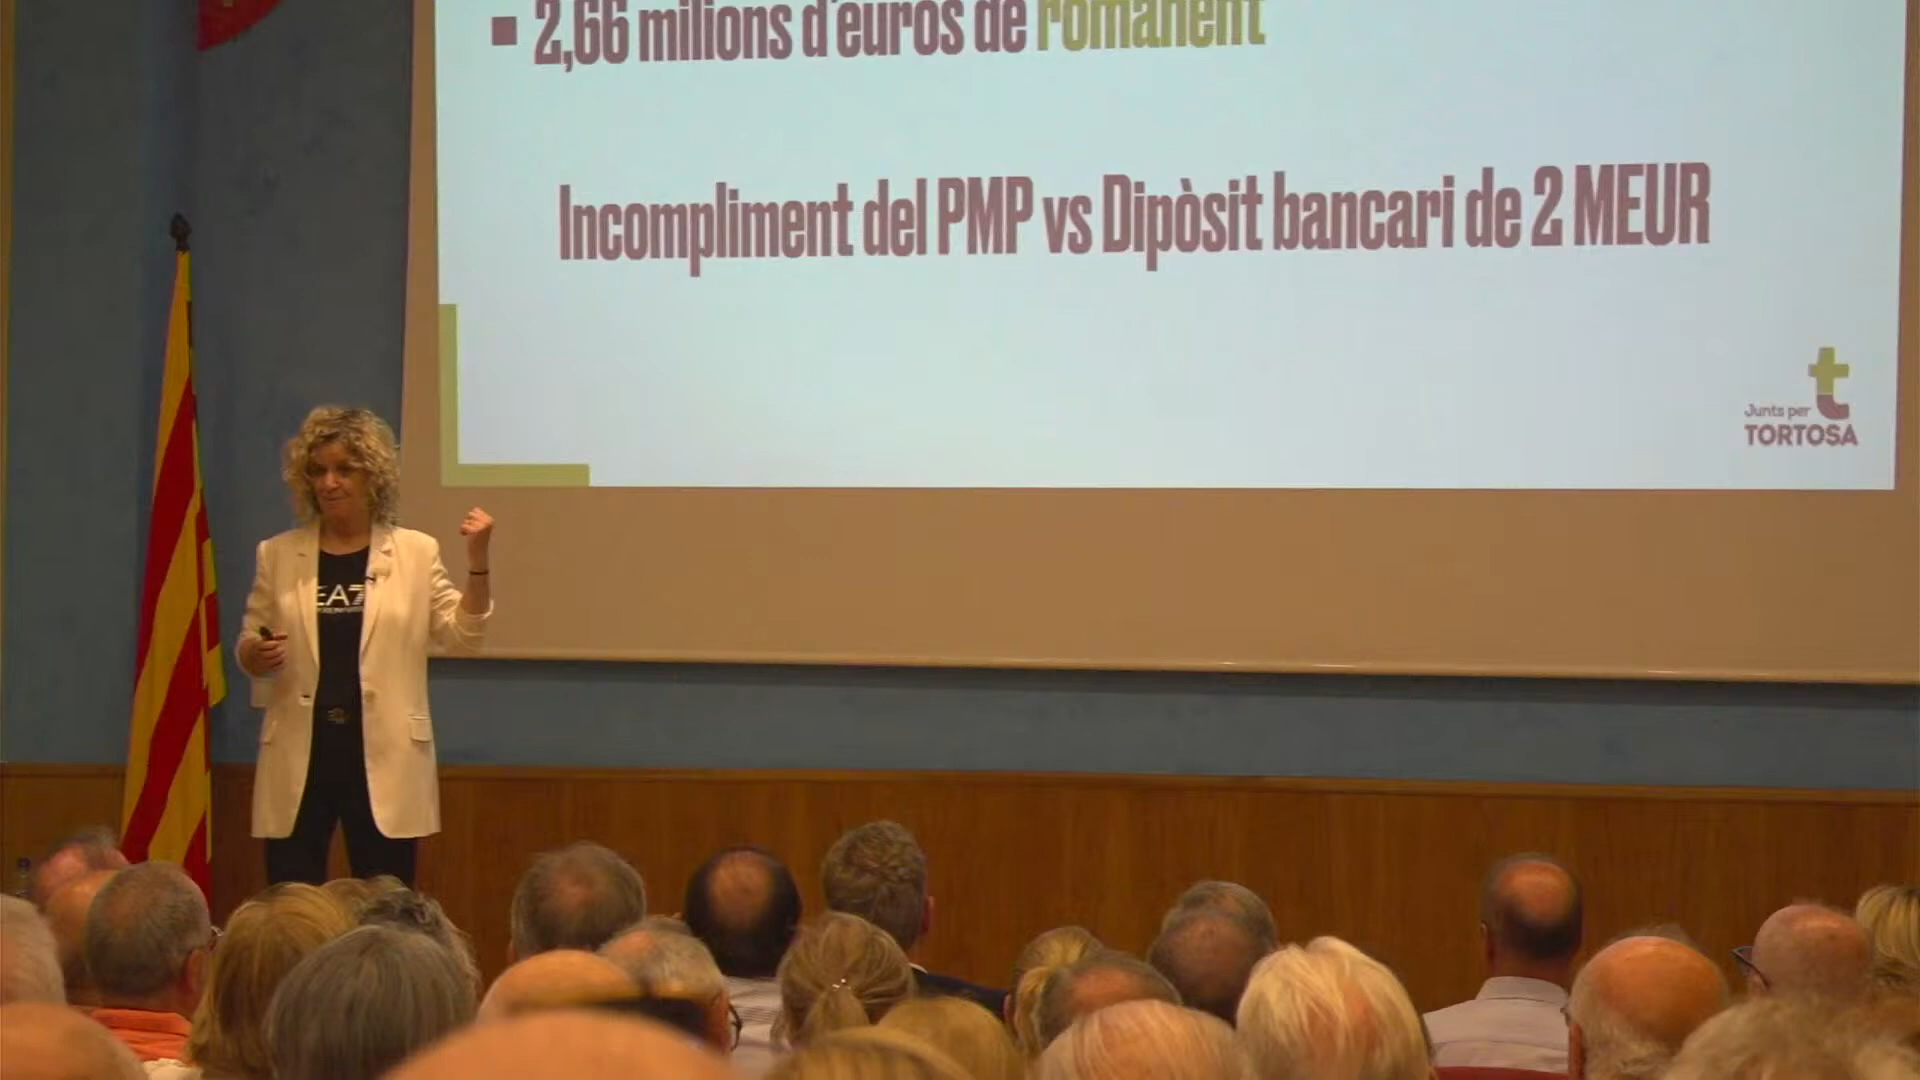 ▪ 2,66 milions d'euros de romanent
Incompliment del PMP vs Dipòsit bancari de 2 MEUR
Junts per
TORTOSA
EA7